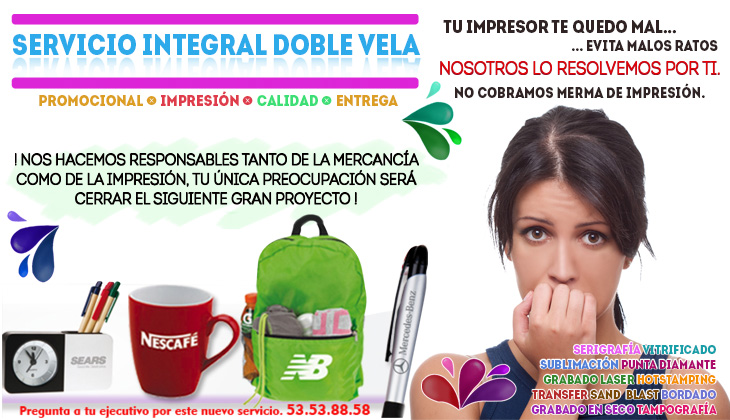 SERVICIO INTEGRAL DOBLE VELA
PROMOCIONAL IMPRESIÓN CALIDAD ENTREGA
TU IMPRESOR TE QUEDO MAL...
... EVITA MALOS RATOS
NOSOTROS LO RESOLVEMOS POR TI.
NO COBRAMOS MERMA DE IMPRESIÓN.
! NOS HACEMOS RESPONSABLES TANTO DE LA MERCANCÍA
COMO DE LA IMPRESIÓN, TU ÚNICA PREOCUPACIÓN SERÁ
CERRAR EL SIGUIENTE GRAN PROYECTO !
SEARS
NESCAFÉ
NB
Mercedes-Benz
SERIGRAFÍA VITRIFICADO
SUBLIMACIÓN PUNTA DIAMANTE
GRABADO LASER HOTSTAMPING
TRANSFER SAND BLAST BORDADO
GRABADO EN SECO TAMPOGRAFÍA
Pregunta a tu ejecutivo por este nuevo servicio. 53.53.88.58